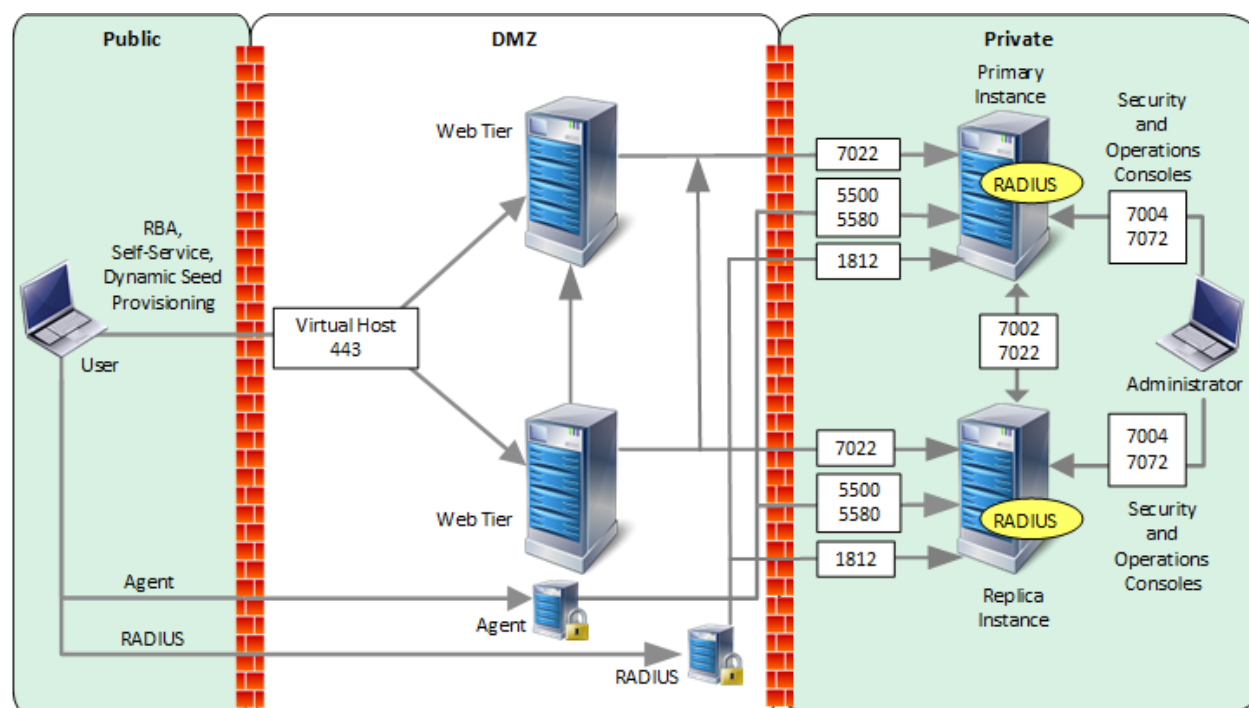 Public
DMZ
Private
Primary
Instance
Security
and
Operations
Consoles
Web Tier
7022
5500
5580
1812
RADIUS
7004
7072
RBA,
Self-Service,
Dynamic Seed
Provisioning
User
Virtual Host
443
7002
7022
Administrator
Web Tier
7022
5500
5580
1812
RADIUS
7004
7072
Security
and
Operations
Consoles
Replica
Instance
Agent
Agent
RADIUS
RADIUS